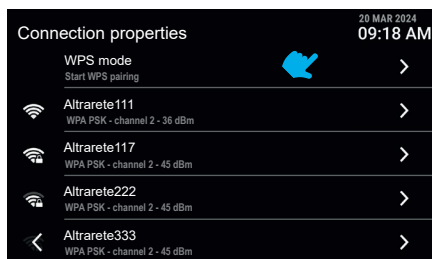 20 MAR 2024
Connection properties 09:18 AM
WPS mode
Start WPS pairing
Altrarete111
WPA PSK - channel 2 - 36 dBm
Altrarete117
WPA PSK - channel 2 - 45 dBm
Altrarete222
WPA PSK - channel 2 - 45 dBm
Altrarete333
WPA PSK - channel 2 - 45 dBm